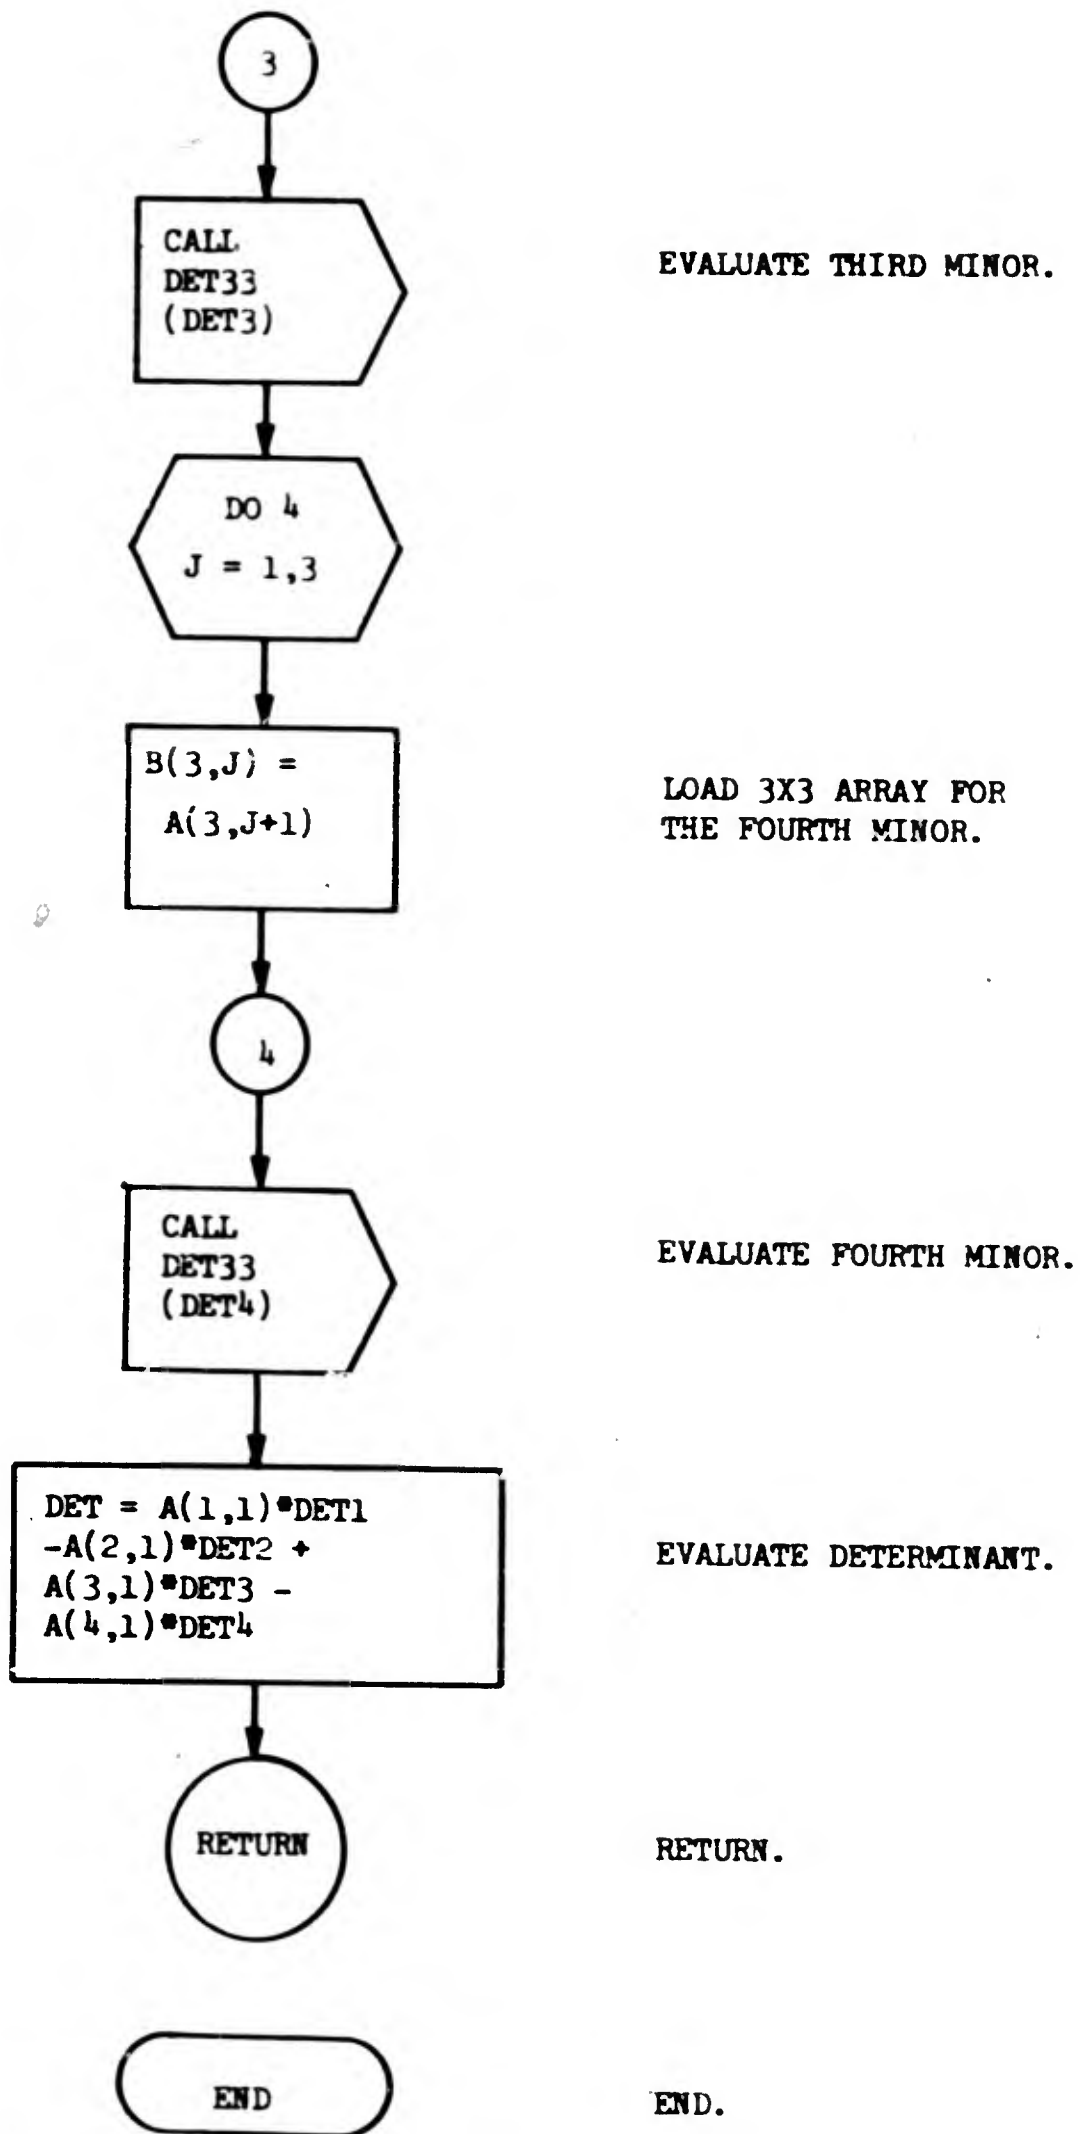 3
CALL
DET33
(DET3)
EVALUATE THIRD MINOR.
DO 4
J = 1,3
B(3,J) =
A(3,J+1)
LOAD 3X3 ARRAY FOR
THE FOURTH MINOR.
4
CALL
DET33
(DET4)
EVALUATE FOURTH MINOR.
DET = A(1,1)*DET1
-A(2,1)*DET2 +
A(3,1)*DET3 -
A(4,1)*DET4
EVALUATE DETERMINANT.
RETURN
RETURN.
END
END.